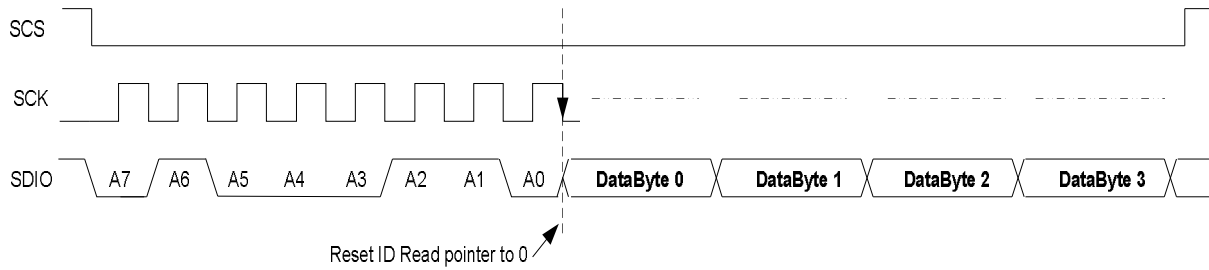 SCS
SCK
SDIO A7 A6 A5 A4 A3 A2 A1 A0 DataByte 0 DataByte 1 DataByte 2 DataByte 3
Reset ID Read pointer to 0